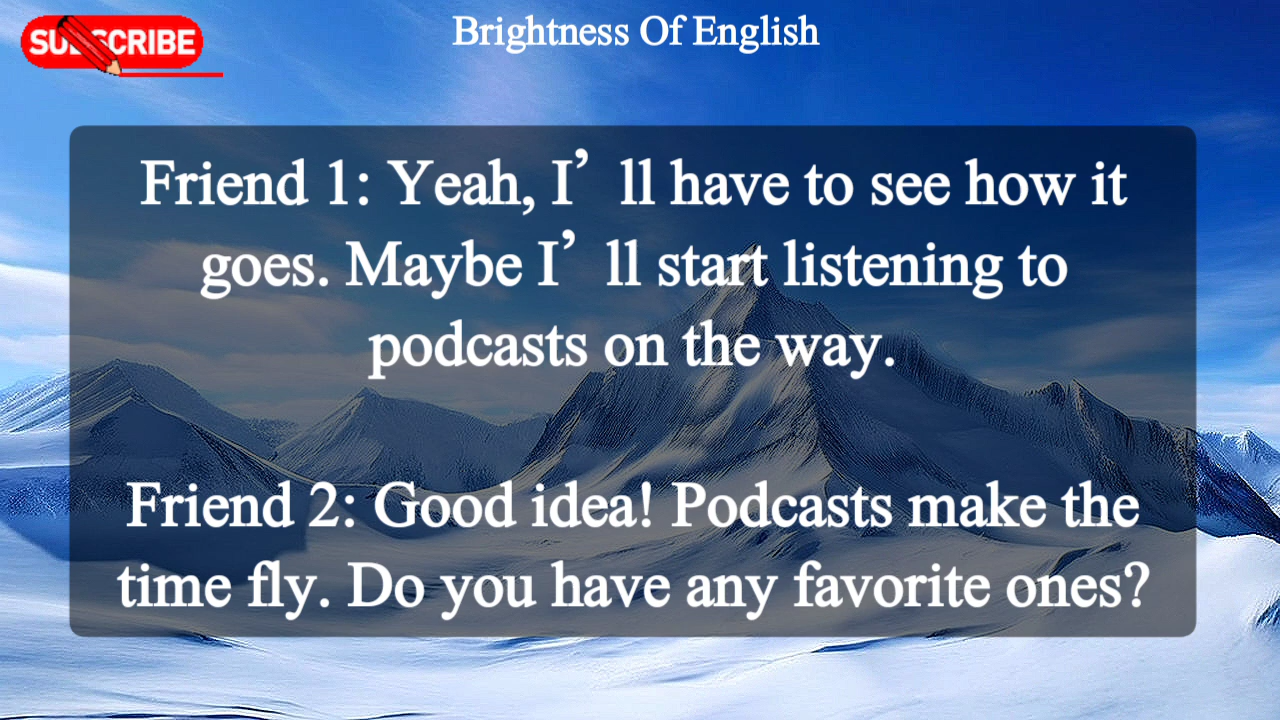 SUBSCRIBE
Brightness Of English
Friend 1: Yeah, I’ll have to see how it
goes. Maybe I’ll start listening to
podcasts on the way.
Friend 2: Good idea! Podcasts make the
time fly. Do you have any favorite ones?